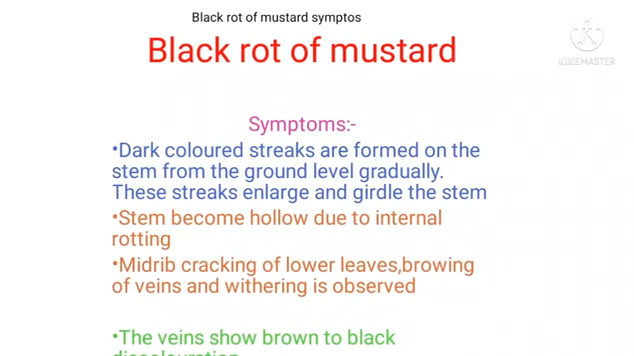 Black rot of mustard symptos
Black rot of mustard
KINEMASTER
Symptoms:-
•Dark coloured streaks are formed on the
stem from the ground level gradually.
These streaks enlarge and girdle the stem
•Stem become hollow due to internal
rotting
•Midrib cracking of lower leaves,browing
of veins and withering is observed
•The veins show brown to black